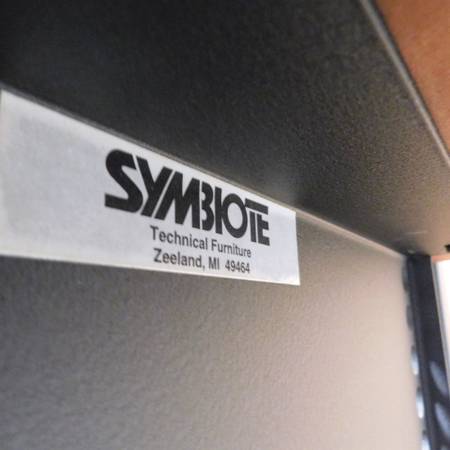 SYMBIOTE
Technical Furniture
Zeeland, MI 49464